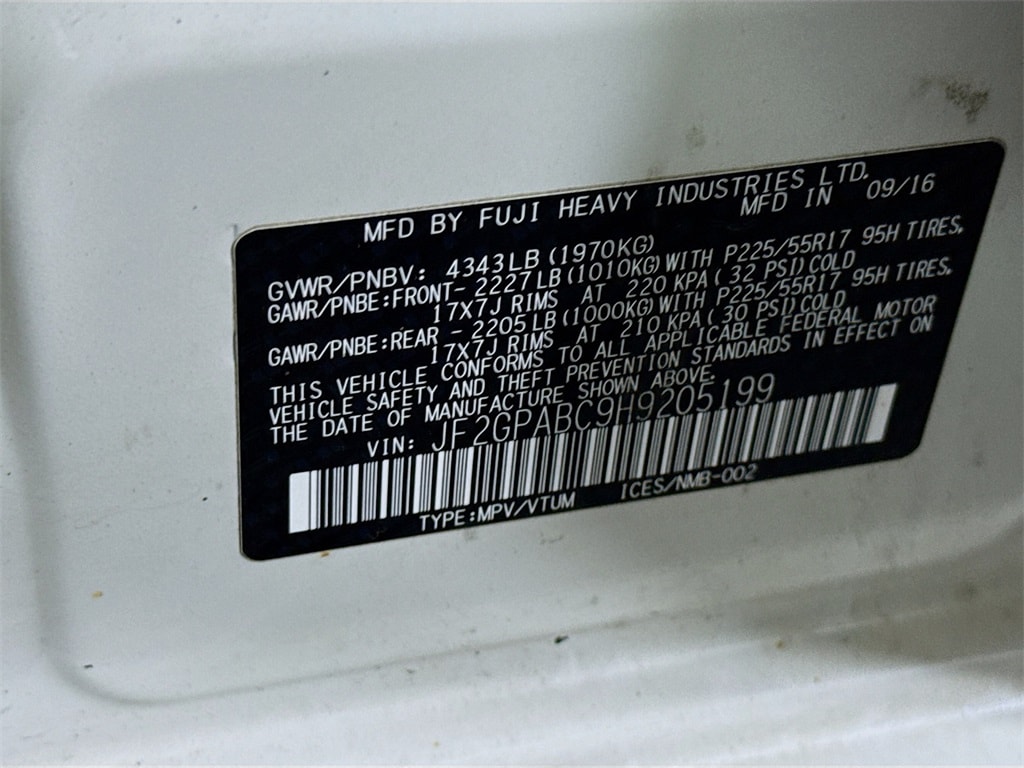 MFD BY FUJI HEAVY INDUSTRIES LTD.
MFD IN 09/16
GVWR/PNBV: 4343LB (1970KG)
GAWR/PNBE:FRONT- 2227LB (1010KG) WITH P225/55R17 95H TIRES,
17X7J RIMS AT 220 KPA ( 32 PSI) COLD
GAWR/PNBE:REAR - 2205LB (1000KG) WITH P225/55R17 95H TIRES,
17X7J RIMS AT 210 KPA ( 30 PSI) COLD
THIS VEHICLE CONFORMS TO ALL APPLICABLE FEDERAL MOTOR
VEHICLE SAFETY AND THEFT PREVENTION STANDARDS IN EFFECT ON
THE DATE OF MANUFACTURE SHOWN ABOVE.
VIN: JF2GPABC9H9205199
TYPE:MPV/VTUM ICES/NMB-002